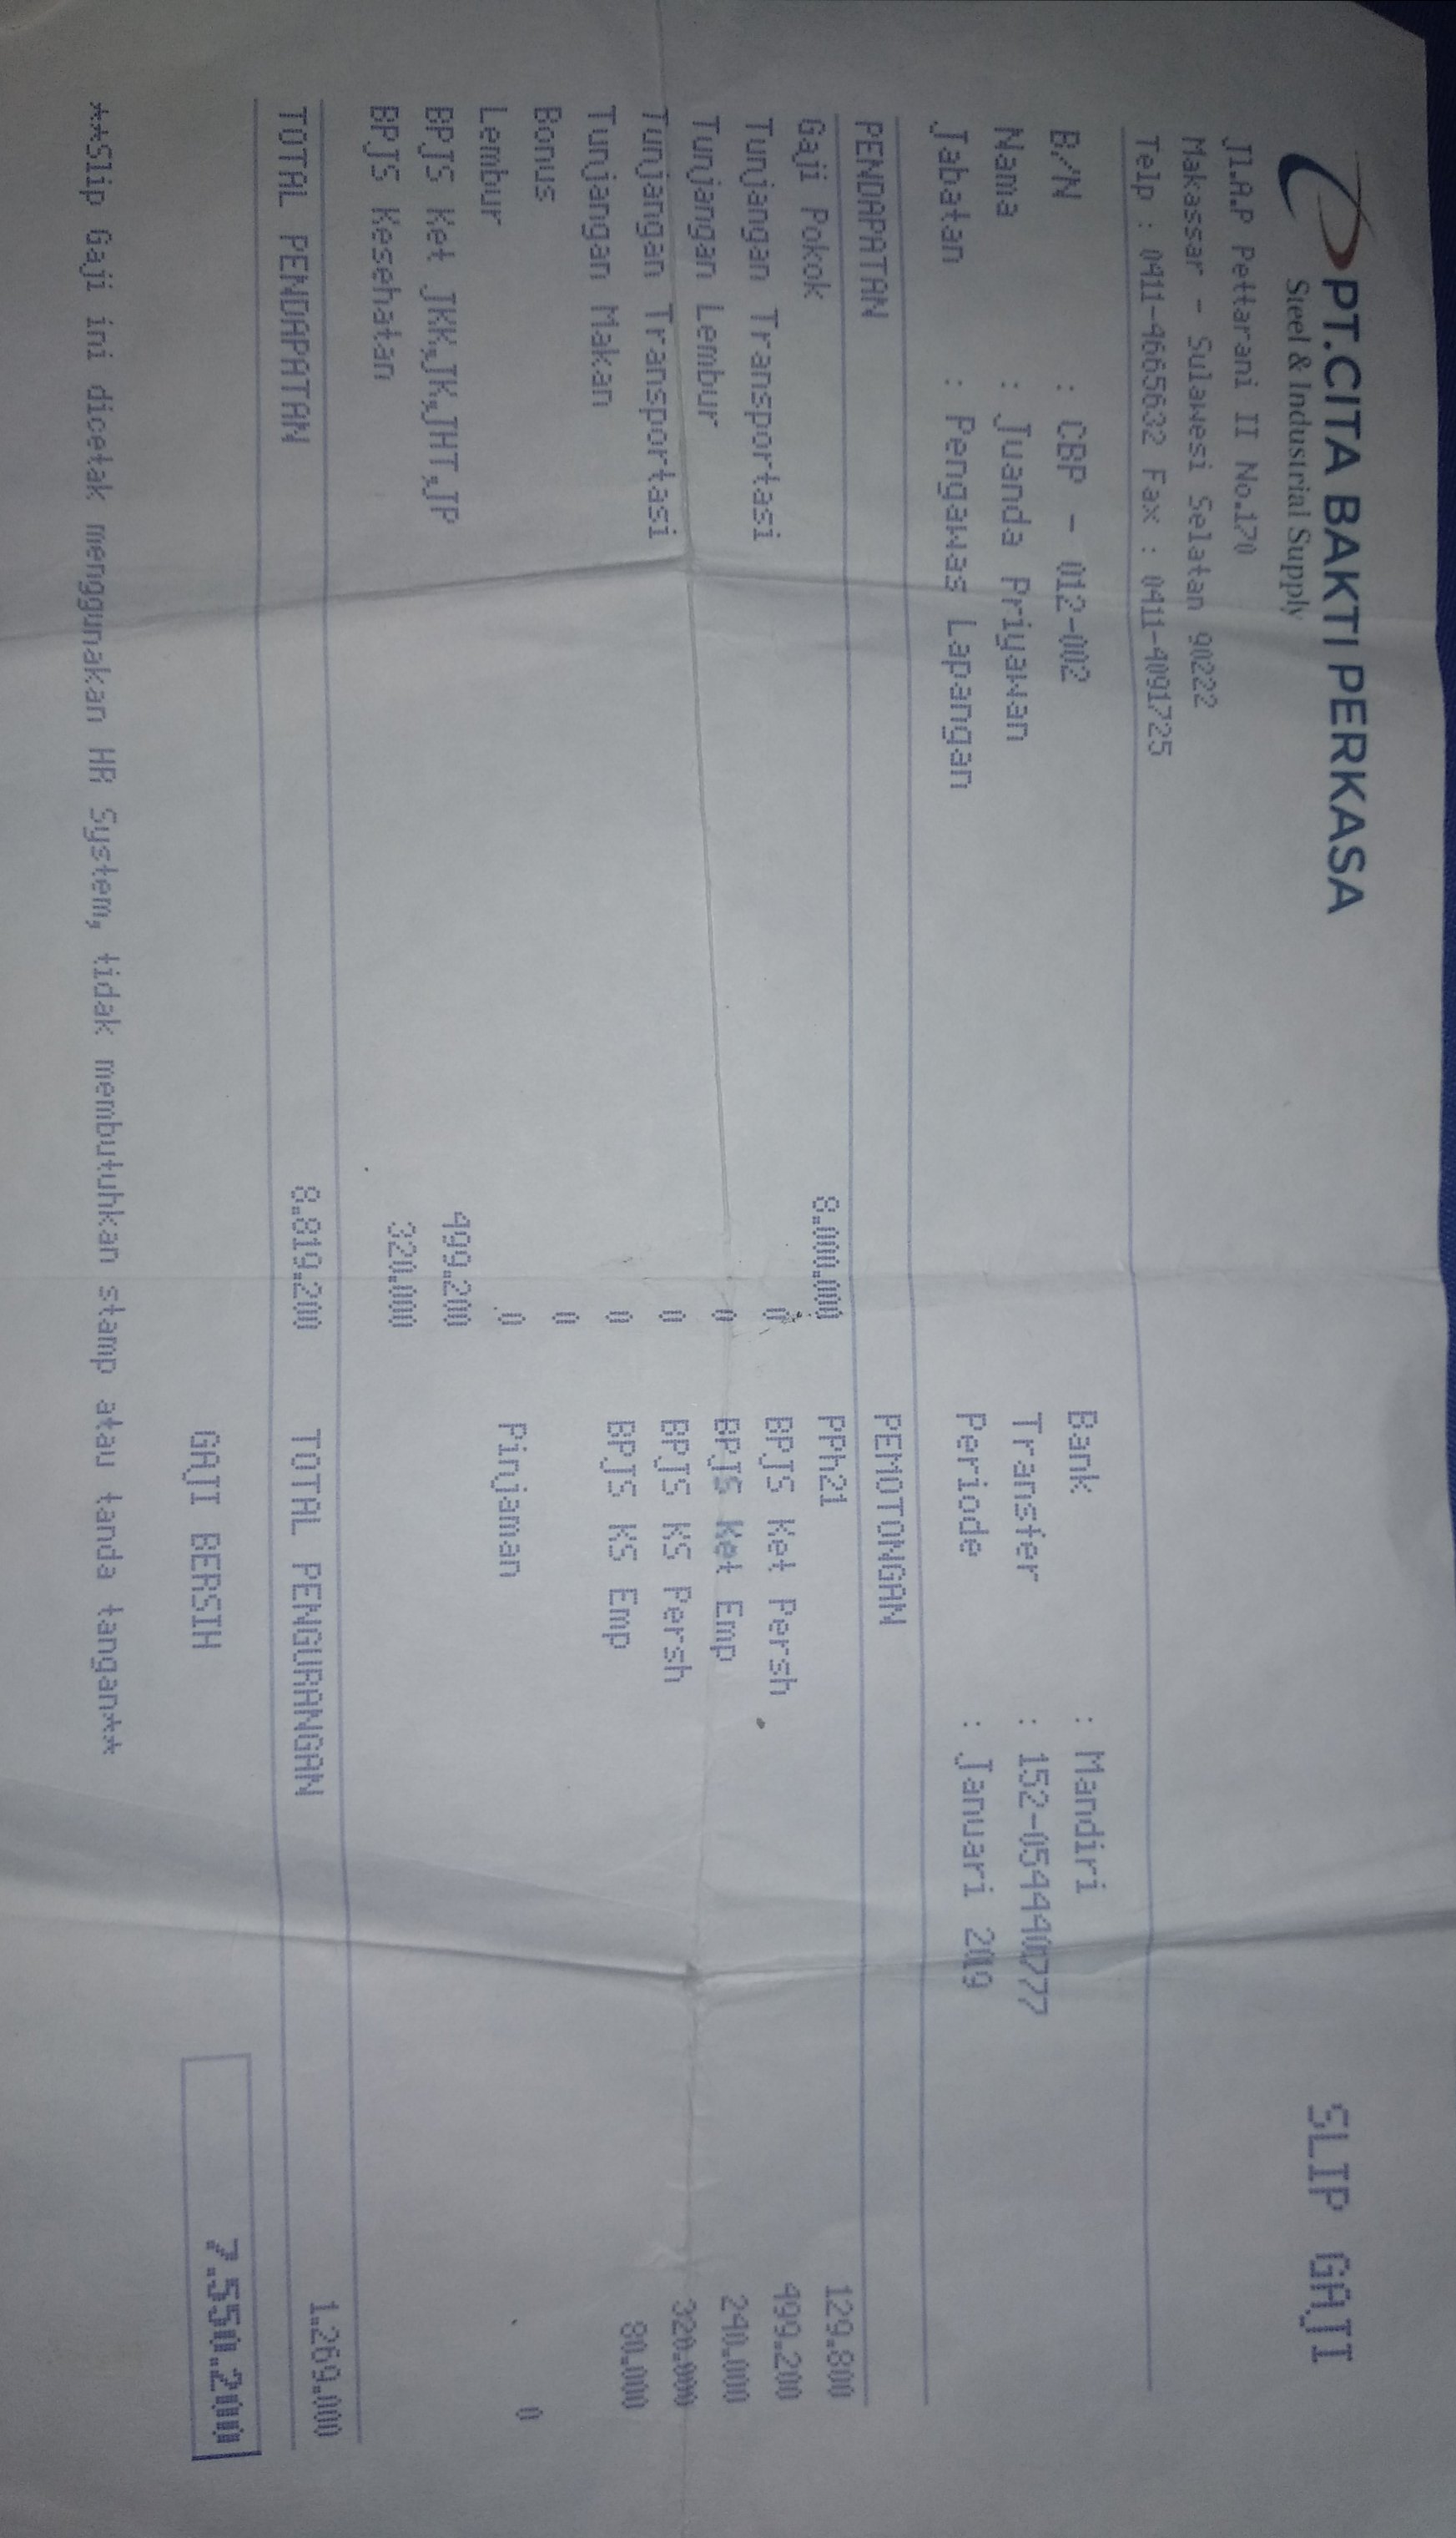 PT.CITA BAKTI PERKASA
Steel & Industrial Supply
SLIP GAJI
Jl.A.P Pettarani II No.170
Makassar - Sulawesi Selatan 90222
Telp : 0411-4665632 Fax : 0411-4091725
B/N : CBP - 012-002 Bank : Mandiri
Nama : Juanda Priyawan Transfer : 152-054440777
Jabatan : Pengawas Lapangan Periode : Januari 2019
PENDAPATAN PEMOTONGAN
Gaji Pokok 8.000.000 PPh21 129.800
Tunjangan Transportasi 0 BPJS Ket Persh 499.200
Tunjangan Lembur 0 BPJS Ket Emp 240.000
Tunjangan Transportasi 0 BPJS KS Persh 320.000
Tunjangan Makan 0 BPJS KS Emp 80.000
Bonus 0
Lembur 0 Pinjaman 0
BPJS Ket JKK,JK,JHT,JP 499.200
BPJS Kesehatan 320.000
TOTAL PENDAPATAN 8.819.200 TOTAL PENGURANGAN 1.269.000
GAJI BERSIH 7.550.200
**Slip Gaji ini dicetak menggunakan HR System, tidak membutuhkan stamp atau tanda tangan**